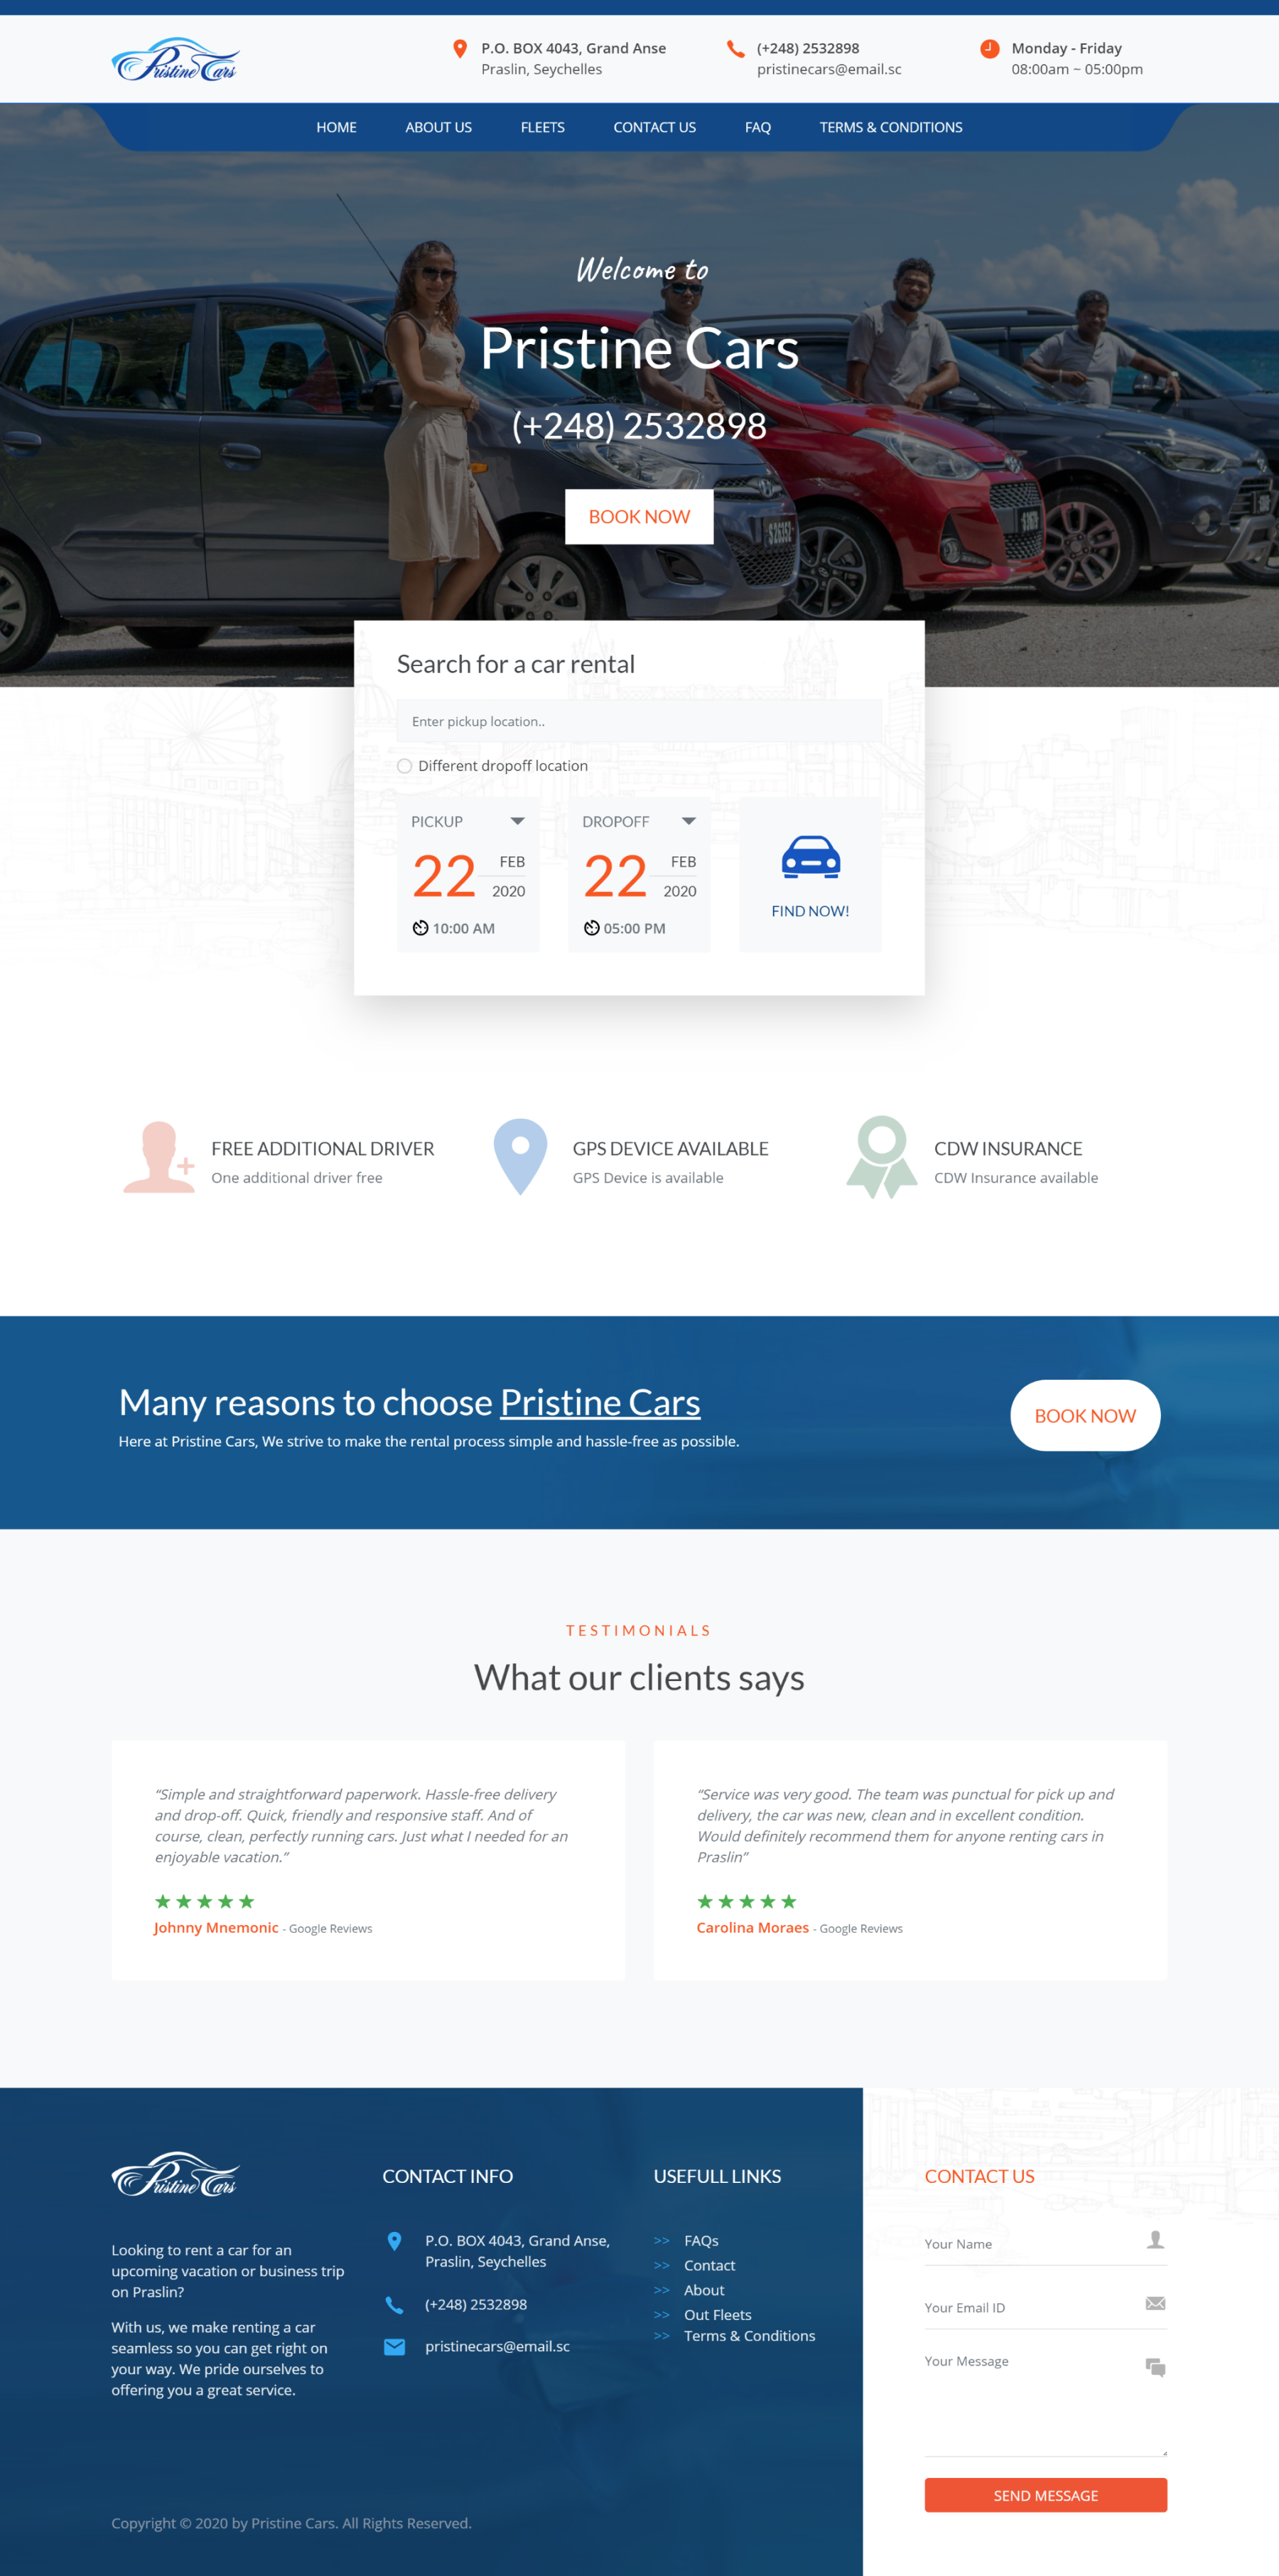 Pristine Cars
P.O. BOX 4043, Grand Anse
Praslin, Seychelles
(+248) 2532898
pristinecars@email.sc
Monday - Friday
08:00am – 05:00pm
HOME ABOUT US FLEETS CONTACT US FAQ TERMS & CONDITIONS
Welcome to
Pristine Cars
(+248) 2532898
BOOK NOW
Search for a car rental
Enter pickup location..
Different dropoff location
PICKUP
22 FEB
2020
10:00 AM
DROPOFF
22 FEB
2020
05:00 PM
FIND NOW!
FREE ADDITIONAL DRIVER
One additional driver free
GPS DEVICE AVAILABLE
GPS Device is available
CDW INSURANCE
CDW Insurance available
Many reasons to choose Pristine Cars
Here at Pristine Cars, We strive to make the rental process simple and hassle-free as possible.
BOOK NOW
TESTIMONIALS
What our clients says
“Simple and straightforward paperwork. Hassle-free delivery
and drop-off. Quick, friendly and responsive staff. And of
course, clean, perfectly running cars. Just what I needed for an
enjoyable vacation.”
Johnny Mnemonic - Google Reviews
“Service was very good. The team was punctual for pick up and
delivery, the car was new, clean and in excellent condition.
Would definitely recommend them for anyone renting cars in
Praslin”
Carolina Moraes - Google Reviews
Pristine Cars
Looking to rent a car for an
upcoming vacation or business trip
on Praslin?
With us, we make renting a car
seamless so you can get right on
your way. We pride ourselves to
offering you a great service.
CONTACT INFO
P.O. BOX 4043, Grand Anse,
Praslin, Seychelles
(+248) 2532898
pristinecars@email.sc
USEFULL LINKS
>> FAQs
>> Contact
>> About
>> Out Fleets
>> Terms & Conditions
CONTACT US
Your Name
Your Email ID
Your Message
SEND MESSAGE
Copyright © 2020 by Pristine Cars. All Rights Reserved.